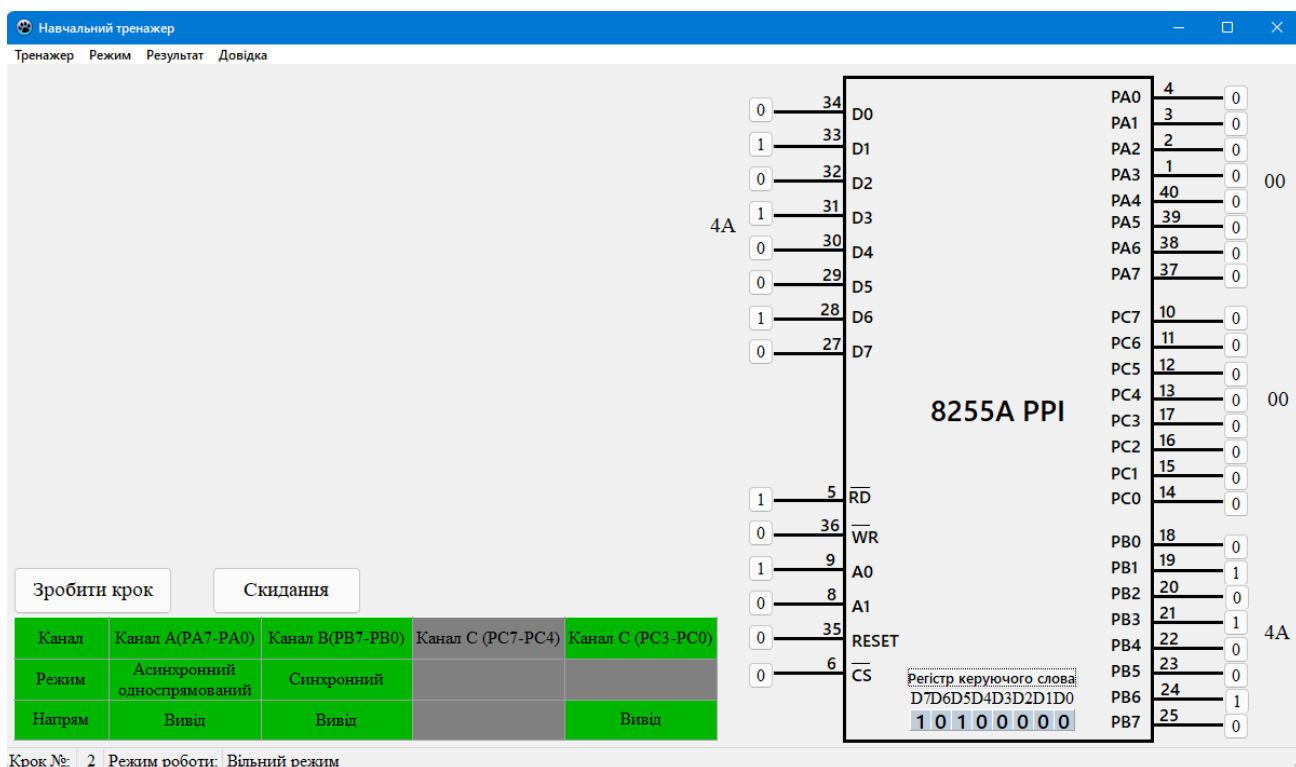 Навчальний тренажер
Тренажер Режим Результат Довідка
0 34 D0
1 33 D1
0 32 D2
1 31 D3
4A
0 30 D4
0 29 D5
1 28 D6
0 27 D7
1 5 RD
0 36 WR
1 9 A0
0 8 A1
0 35 RESET
0 6 CS
8255A PPI
PA0 4 0
PA1 3 0
PA2 2 0
PA3 1 0
00
PA4 40 0
PA5 39 0
PA6 38 0
PA7 37 0
PC7 10 0
PC6 11 0
PC5 12 0
PC4 13 0
00
PC3 17 0
PC2 16 0
PC1 15 0
PC0 14 0
PB0 18 0
PB1 19 1
PB2 20 0
PB3 21 1
4A
PB4 22 0
PB5 23 0
PB6 24 1
PB7 25 0
Регістр керуючого слова
D7D6D5D4D3D2D1D0
1 0 1 0 0 0 0 0
Зробити крок Скидання
Канал Канал A(PA7-PA0) Канал B(PB7-PB0) Канал C (PC7-PC4) Канал C (PC3-PC0)
Режим Асинхронний односпрямований Синхронний
Напрям Вивід Вивід Вивід
Крок №: 2 Режим роботи: Вільний режим